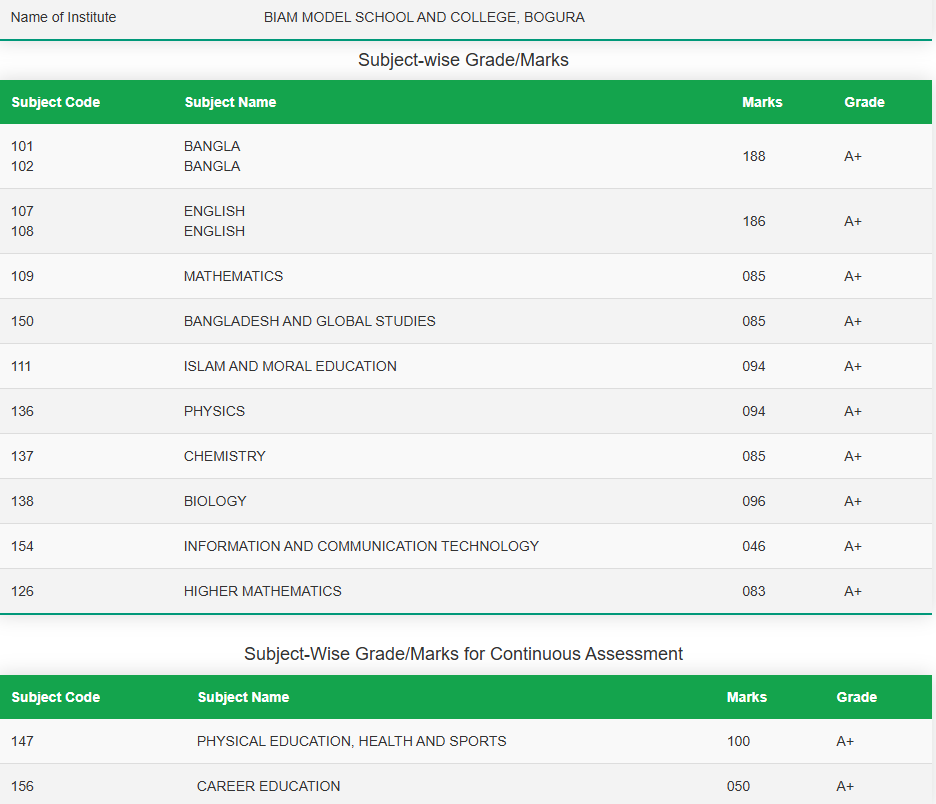 Name of Institute BIAM MODEL SCHOOL AND COLLEGE, BOGURA
Subject-wise Grade/Marks
Subject Code Subject Name Marks Grade
101 BANGLA
102 BANGLA
188 A+
107 ENGLISH
108 ENGLISH
186 A+
109 MATHEMATICS 085 A+
150 BANGLADESH AND GLOBAL STUDIES 085 A+
111 ISLAM AND MORAL EDUCATION 094 A+
136 PHYSICS 094 A+
137 CHEMISTRY 085 A+
138 BIOLOGY 096 A+
154 INFORMATION AND COMMUNICATION TECHNOLOGY 046 A+
126 HIGHER MATHEMATICS 083 A+
Subject-Wise Grade/Marks for Continuous Assessment
Subject Code Subject Name Marks Grade
147 PHYSICAL EDUCATION, HEALTH AND SPORTS 100 A+
156 CAREER EDUCATION 050 A+